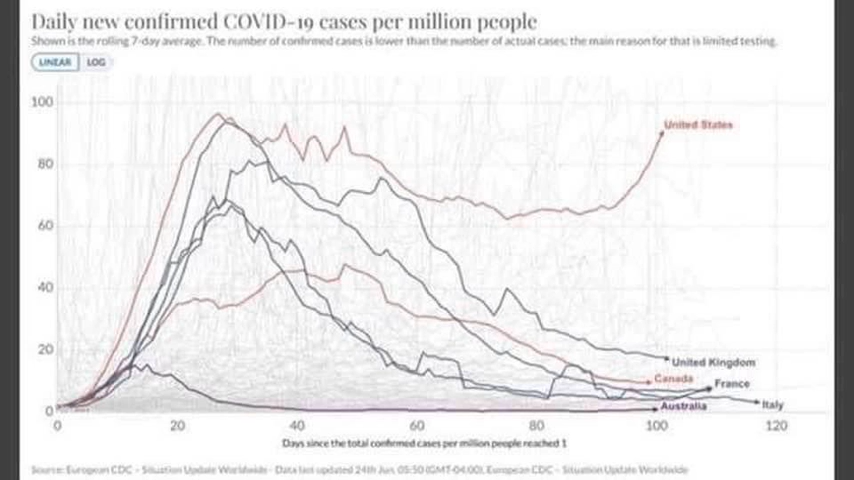 Daily new confirmed COVID-19 cases per million people
Shown is the rolling 7-day average. The number of confirmed cases is lower than the number of actual cases; the main reason for that is limited testing.
LINEAR LOG
100
80
60
40
20
0
United States
United Kingdom
Canada
France
Italy
Australia
0 20 40 60 80 100 120
Days since the total confirmed cases per million people reached 1
Source: European CDC – Situation Update Worldwide - Data last updated 24th Jun, 05:50 (GMT-04:00), European CDC – Situation Update Worldwide